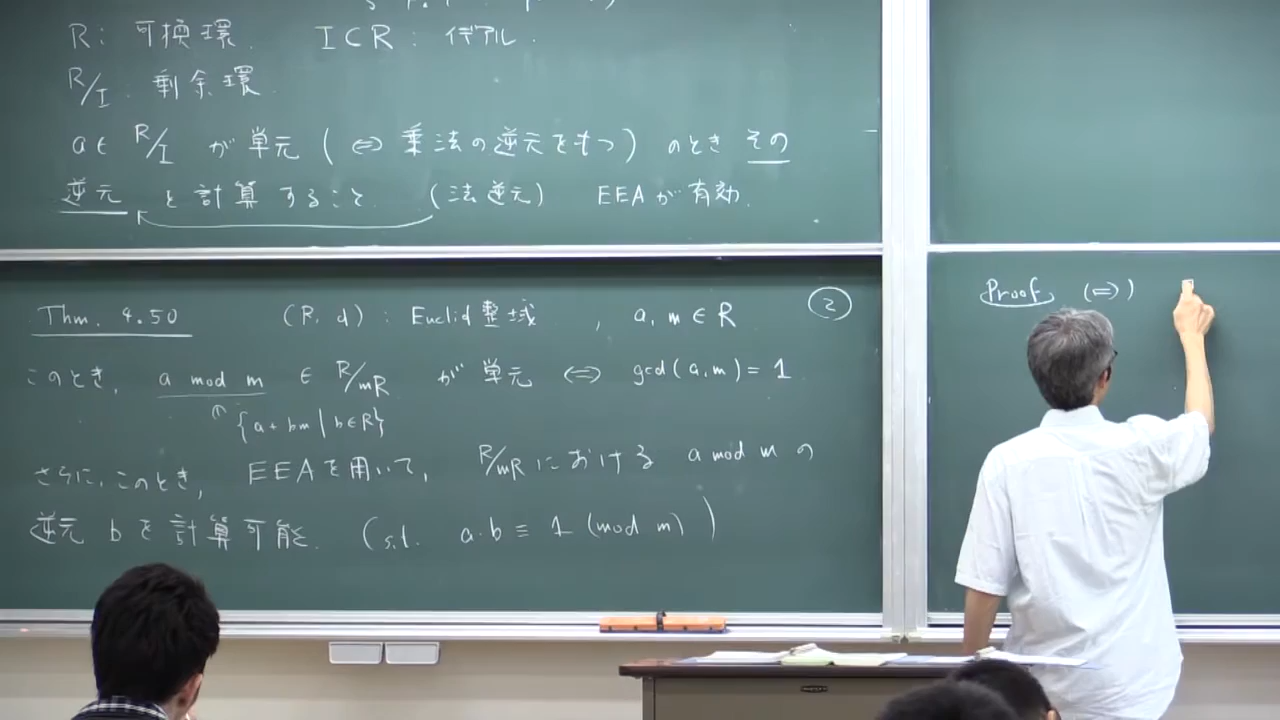 R: 可換環. I⊂R: イデアル.
R/I. 剰余環.
a∈ R/I が単元 (⇔ 乗法の逆元をもつ) のとき その
逆元 を計算すること. (法逆元) EEAが有効.
Thm. 4.50 (R, d): Euclid整域, a, m ∈ R ②
このとき, a mod m ∈ R/mR が単元 ⇔ gcd(a, m) = 1
{a+bm | b∈R}
さらに, このとき, EEAを用いて, R/mR における a mod m の
逆元 b を計算可能. (s.t. a・b ≡ 1 (mod m))
Proof. (⇒)